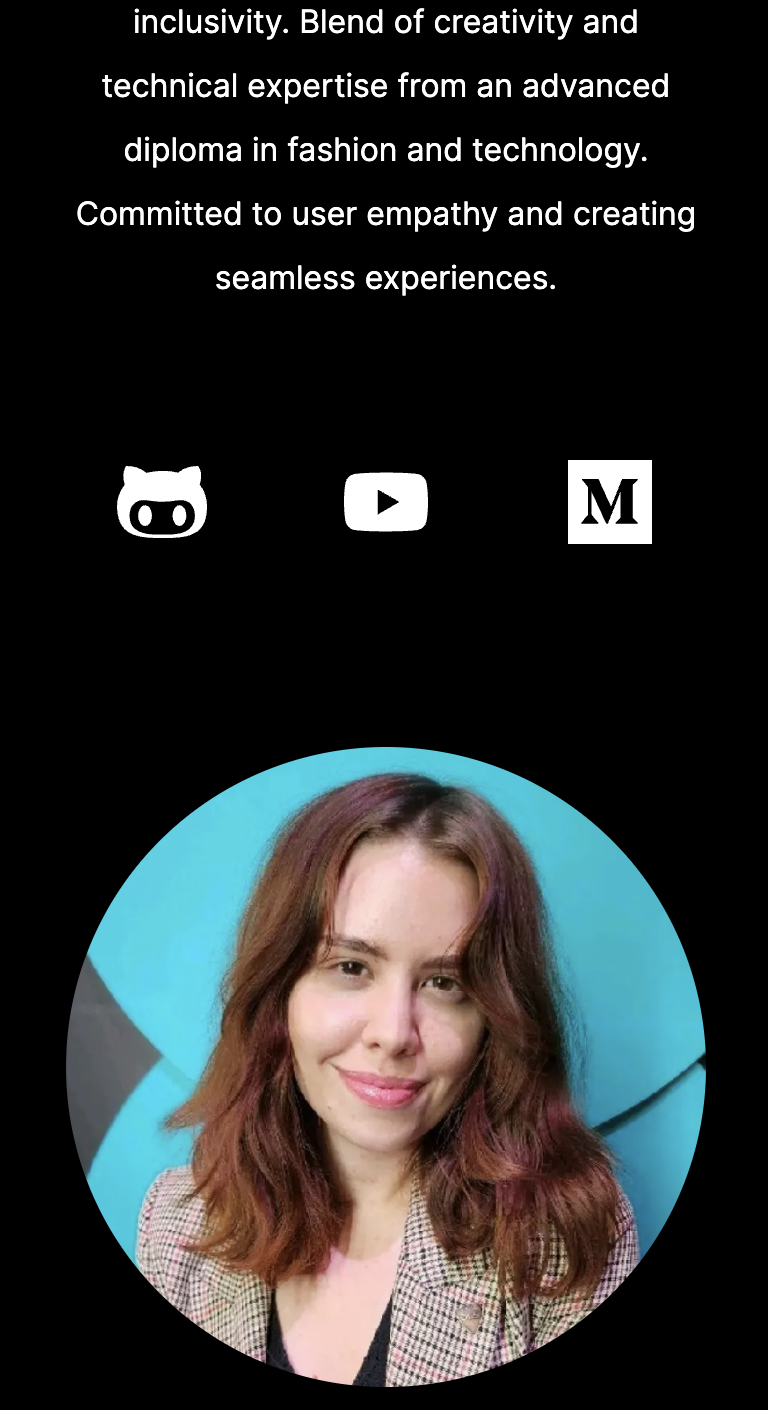 inclusivity. Blend of creativity and
technical expertise from an advanced
diploma in fashion and technology.
Committed to user empathy and creating
seamless experiences.
M